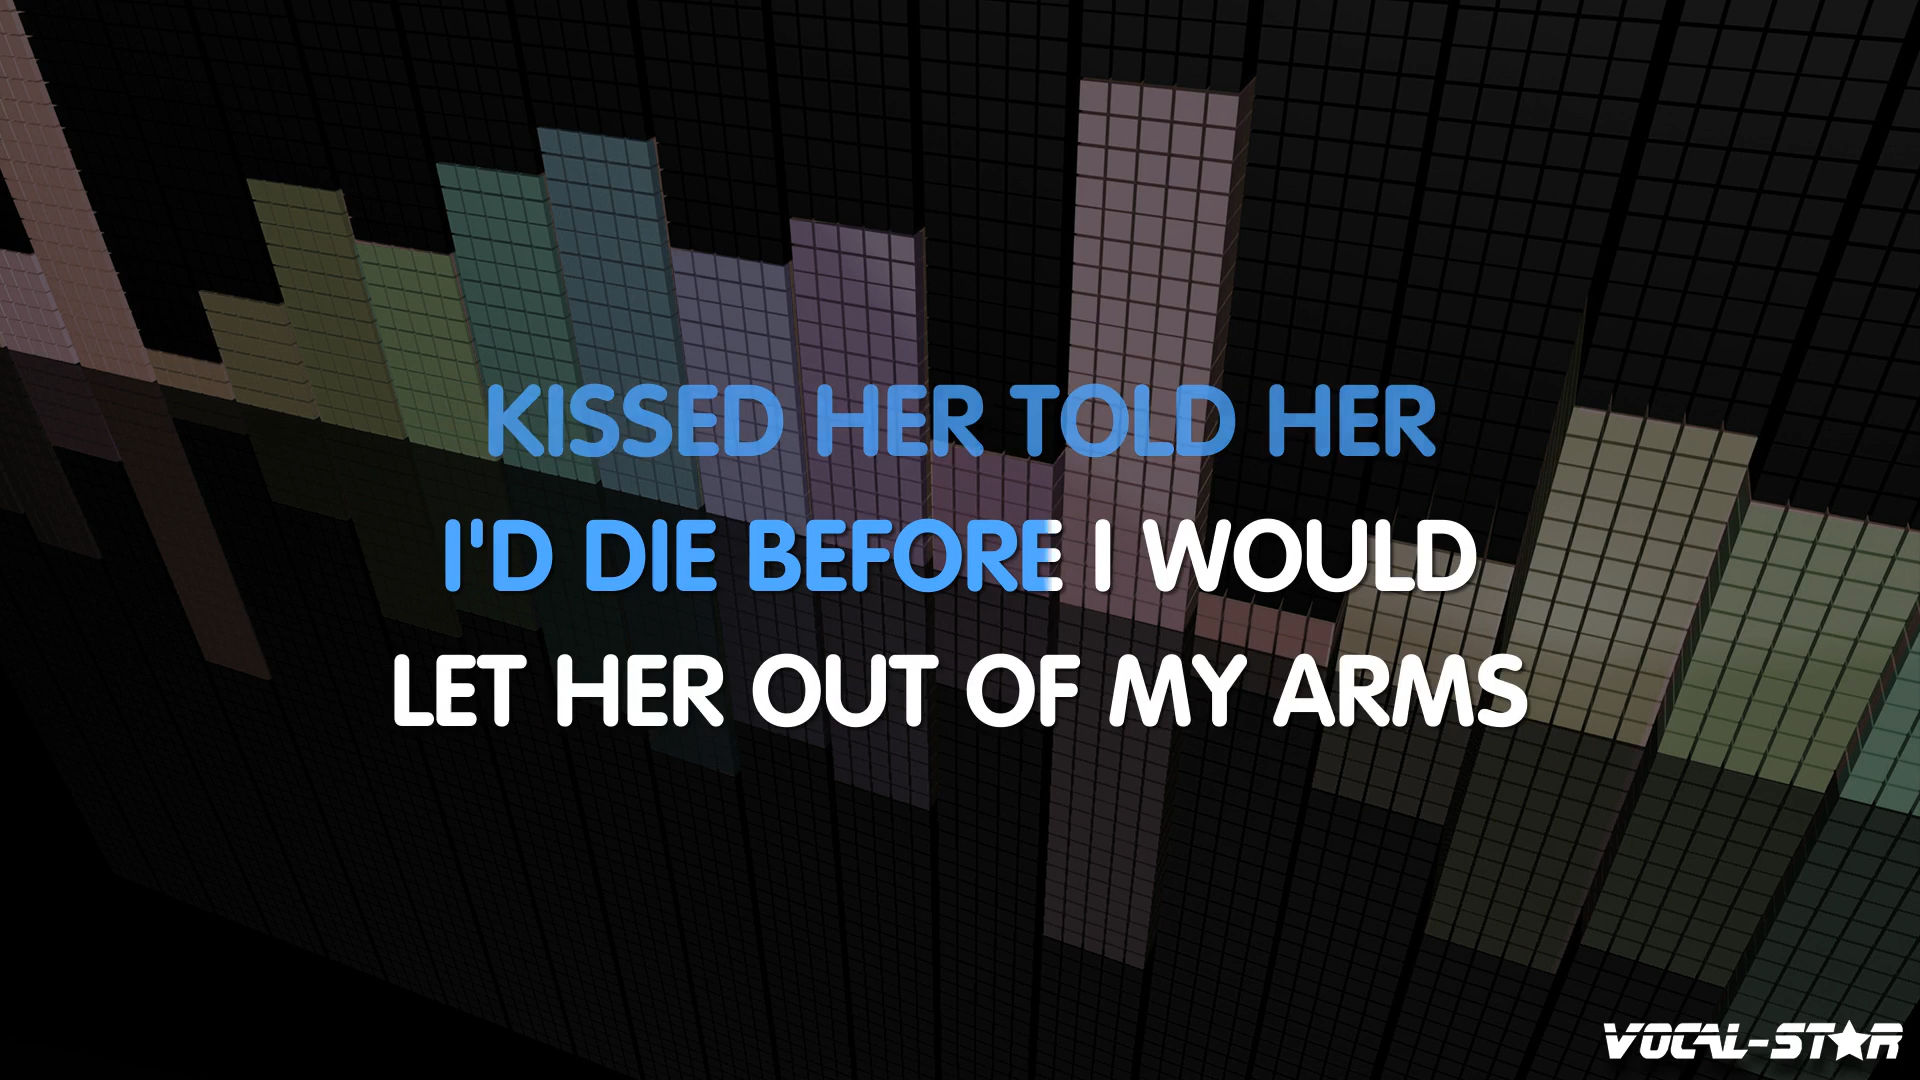 KISSED HER TOLD HER
I'D DIE BEFORE I WOULD
LET HER OUT OF MY ARMS
VOCAL-STAR